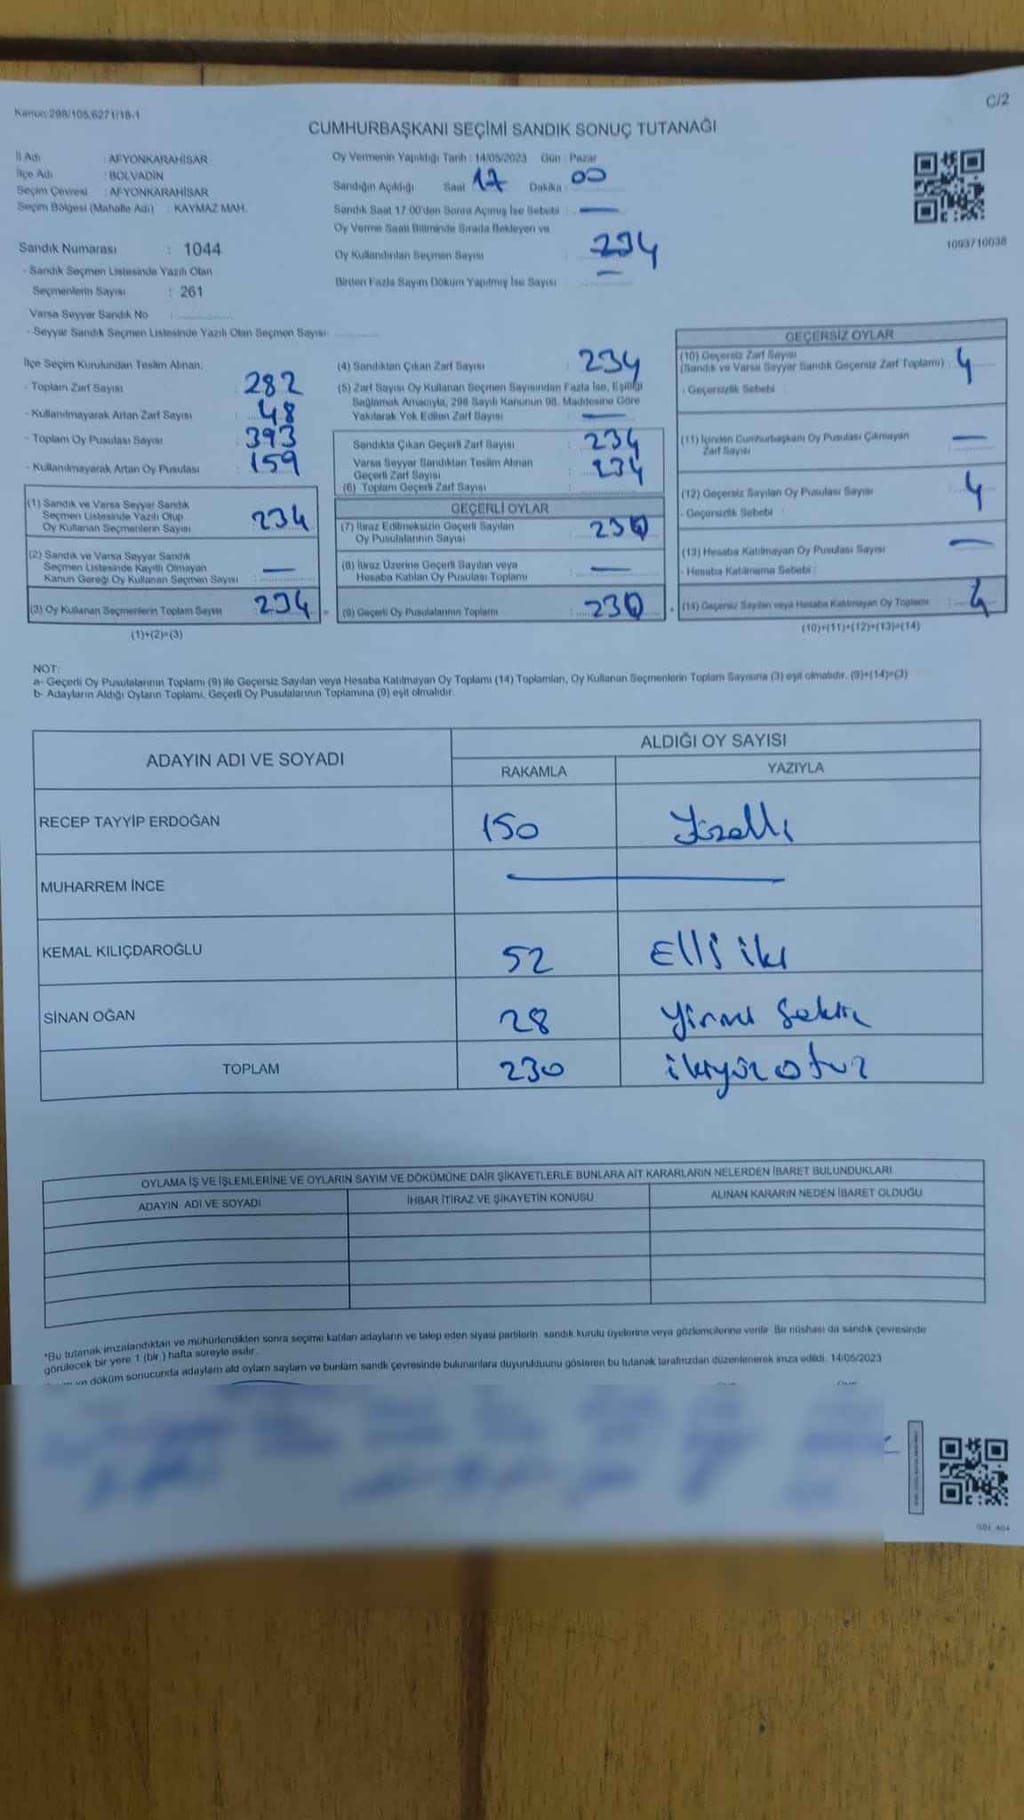 Kanun:298/105,6271/18-1
C/2
CUMHURBAŞKANI SEÇİMİ SANDIK SONUÇ TUTANAĞI
İl Adı : AFYONKARAHİSAR
İlçe Adı : BOLVADİN
Seçim Çevresi : AFYONKARAHİSAR
Seçim Bölgesi (Mahalle Adı) : KAYMAZ MAH.
Oy Vermenin Yapıldığı Tarih : 14/05/2023 Gün : Pazar
Sandığın Açıldığı Saat 17 Dakika : 00
Sandık Saat 17.00'den Sonra Açılmış İse Sebebi : —
Oy Verme Saati Bitiminde Sırada Bekleyen ve
Oy Kullandırılan Seçmen Sayısı : 234
Birden Fazla Sayım Döküm Yapılmış İse Sayısı : —
1093710038
Sandık Numarası : 1044
- Sandık Seçmen Listesinde Yazılı Olan
Seçmenlerin Sayısı : 261
Varsa Seyyar Sandık No :
- Seyyar Sandık Seçmen Listesinde Yazılı Olan Seçmen Sayısı:
İlçe Seçim Kurulundan Teslim Alınan:
- Toplam Zarf Sayısı : 282
- Kullanılmayarak Artan Zarf Sayısı : 48
- Toplam Oy Pusulası Sayısı : 393
- Kullanılmayarak Artan Oy Pusulası : 159
(1) Sandık ve Varsa Seyyar Sandık
Seçmen Listesinde Yazılı Olup
Oy Kullanan Seçmenlerin Sayısı 234
(2) Sandık ve Varsa Seyyar Sandık
Seçmen Listesinde Kayıtlı Olmayan
Kanun Gereği Oy Kullanan Seçmen Sayısı —
(3) Oy Kullanan Seçmenlerin Toplam Sayısı 234
(1)+(2)=(3)
(4) Sandıktan Çıkan Zarf Sayısı : 234
(5) Zarf Sayısı Oy Kullanan Seçmen Sayısından Fazla İse, Eşitliği
Sağlamak Amacıyla, 298 Sayılı Kanunun 98. Maddesine Göre
Yakılarak Yok Edilen Zarf Sayısı : —
Sandıkta Çıkan Geçerli Zarf Sayısı : 234
Varsa Seyyar Sandıktan Teslim Alınan
Geçerli Zarf Sayısı : 234
(6) Toplam Geçerli Zarf Sayısı :
GEÇERLİ OYLAR
(7) İtiraz Edilmeksizin Geçerli Sayılan
Oy Pusulalarının Sayısı : 230
(8) İtiraz Üzerine Geçerli Sayılan veya
Hesaba Katılan Oy Pusulası Toplamı : —
(9) Geçerli Oy Pusulalarının Toplamı : 230
GEÇERSİZ OYLAR
(10) Geçersiz Zarf Sayısı
(Sandık ve Varsa Seyyar Sandık Geçersiz Zarf Toplamı) : 4
- Geçersizlik Sebebi :
(11) İçinden Cumhurbaşkanı Oy Pusulası Çıkmayan
Zarf Sayısı —
(12) Geçersiz Sayılan Oy Pusulası Sayısı : 4
- Geçersizlik Sebebi :
(13) Hesaba Katılmayan Oy Pusulası Sayısı : —
- Hesaba Katılmama Sebebi :
(14) Geçersiz Sayılan veya Hesaba Katılmayan Oy Toplamı : 4
(10)+(11)+(12)+(13)=(14)
NOT:
a- Geçerli Oy Pusulalarının Toplamı (9) ile Geçersiz Sayılan veya Hesaba Katılmayan Oy Toplamı (14) Toplamları, Oy Kullanan Seçmenlerin Toplam Sayısına (3) eşit olmalıdır. (9)+(14)=(3)
b- Adayların Aldığı Oyların Toplamı, Geçerli Oy Pusulalarının Toplamına (9) eşit olmalıdır.
ADAYIN ADI VE SOYADI
ALDIĞI OY SAYISI
RAKAMLA YAZIYLA
RECEP TAYYİP ERDOĞAN 150 Yüzelli
MUHARREM İNCE —
KEMAL KILIÇDAROĞLU 52 Elli iki
SİNAN OĞAN 28 Yirmi Sekiz
TOPLAM 230 ikiyüz otuz
OYLAMA İŞ VE İŞLEMLERİNE VE OYLARIN SAYIM VE DÖKÜMÜNE DAİR ŞİKAYETLERLE BUNLARA AİT KARARLARIN NELERDEN İBARET BULUNDUKLARI
ADAYIN ADI VE SOYADI İHBAR İTİRAZ VE ŞİKAYETİN KONUSU ALINAN KARARIN NEDEN İBARET OLDUĞU
*Bu tutanak imzalandıktan ve mühürlendikten sonra seçime katılan adayların ve talep eden siyasi partilerin sandık kurulu üyelerine veya gözlemcilerine verilir. Bir nüshası da sandık çevresinde
görülecek bir yere 1 (bir ) hafta süreyle asılır.
ve döküm sonucunda adayların aldı oyların sayıları ve bunların sandık çevresinde bulunanlara duyurulduunu gösteren bu tutanak tarafımızdan düzenlenerek imza edildi. 14/05/2023